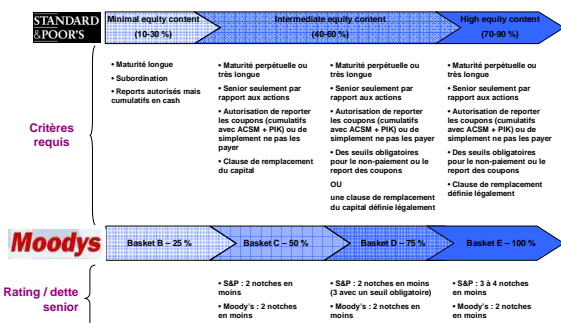 STANDARD
&POOR'S
Minimal equity content
(10-30 %)
Intermediate equity content
(40-60 %)
High equity content
(70-90 %)
Critères
requis
• Maturité longue
• Subordination
• Reports autorisés mais
cumulatifs en cash
• Maturité perpétuelle ou
très longue
• Senior seulement par
rapport aux actions
• Autorisation de reporter
les coupons (cumulatifs
avec ACSM + PIK) ou de
simplement ne pas les
payer
• Clause de remplacement
du capital
• Maturité perpétuelle ou
très longue
• Senior seulement par
rapport aux actions
• Autorisation de reporter
les coupons (cumulatifs
avec ACSM + PIK) ou de
simplement ne pas les payer
• Des seuils obligatoires
pour le non-paiement ou le
report des coupons
OU
une clause de remplacement
du capital définie légalement
• Maturité perpétuelle ou
très longue
• Senior seulement par
rapport aux actions
• Autorisation de reporter
les coupons (cumulatifs
avec ACSM + PIK) ou de
simplement ne pas les payer
• Des seuils obligatoires
pour le non-paiement ou le
report des coupons
• Clause de remplacement
définie légalement
Moodys
Basket B – 25 %
Basket C – 50 %
Basket D – 75 %
Basket E – 100 %
Rating / dette
senior
• S&P : 2 notches en
moins
• Moody's : 2 notches
en moins
• S&P : 2 notches en moins
(3 avec un seuil obligatoire)
• Moody's : 2 notches en
moins
• S&P : 3 à 4 notches
en moins
• Moody's : 2 notches
en moins